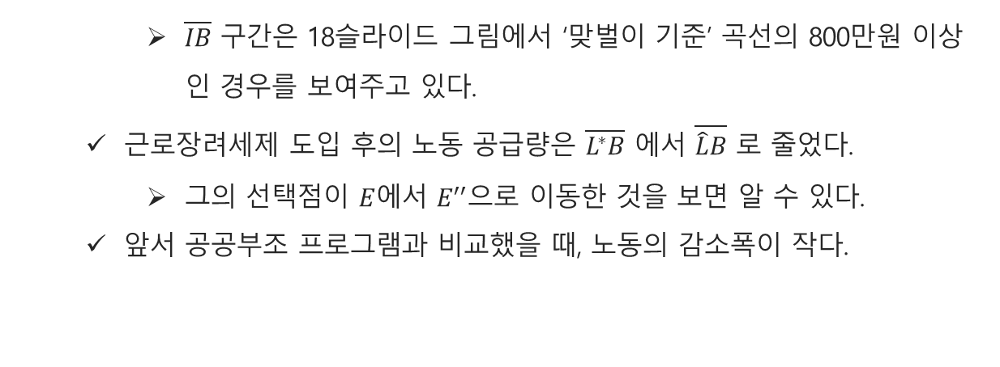 ➢ $\overline{IB}$ 구간은 18슬라이드 그림에서 ‘맞벌이 기준’ 곡선의 800만원 이상
인 경우를 보여주고 있다.
✓ 근로장려세제 도입 후의 노동 공급량은 $\overline{L^*B}$ 에서 $\overline{\hat{L}B}$ 로 줄었다.
➢ 그의 선택점이 E에서 E′′으로 이동한 것을 보면 알 수 있다.
✓ 앞서 공공부조 프로그램과 비교했을 때, 노동의 감소폭이 작다.